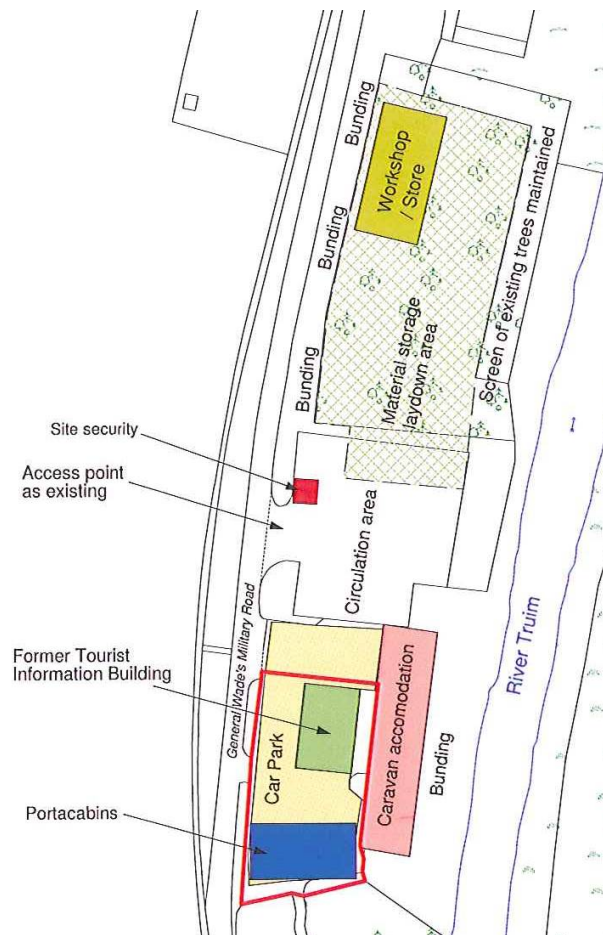 Bunding
Workshop
/ Store
Bunding
Screen of existing trees maintained
Material storage
laydown area
Bunding
Site security
Access point
as existing
Circulation area
General Wade's Military Road
River Truim
Former Tourist
Information Building
Car Park
Caravan accomodation
Bunding
Portacabins